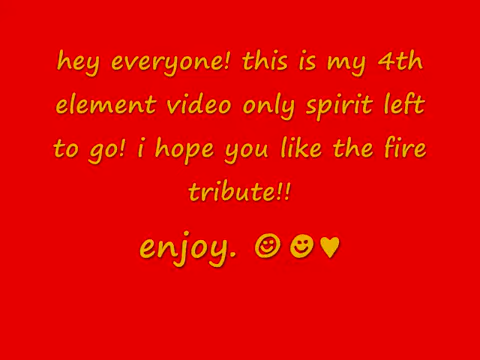 hey everyone! this is my 4th
element video only spirit left
to go! i hope you like the fire
tribute!!
enjoy. ☺☻♥